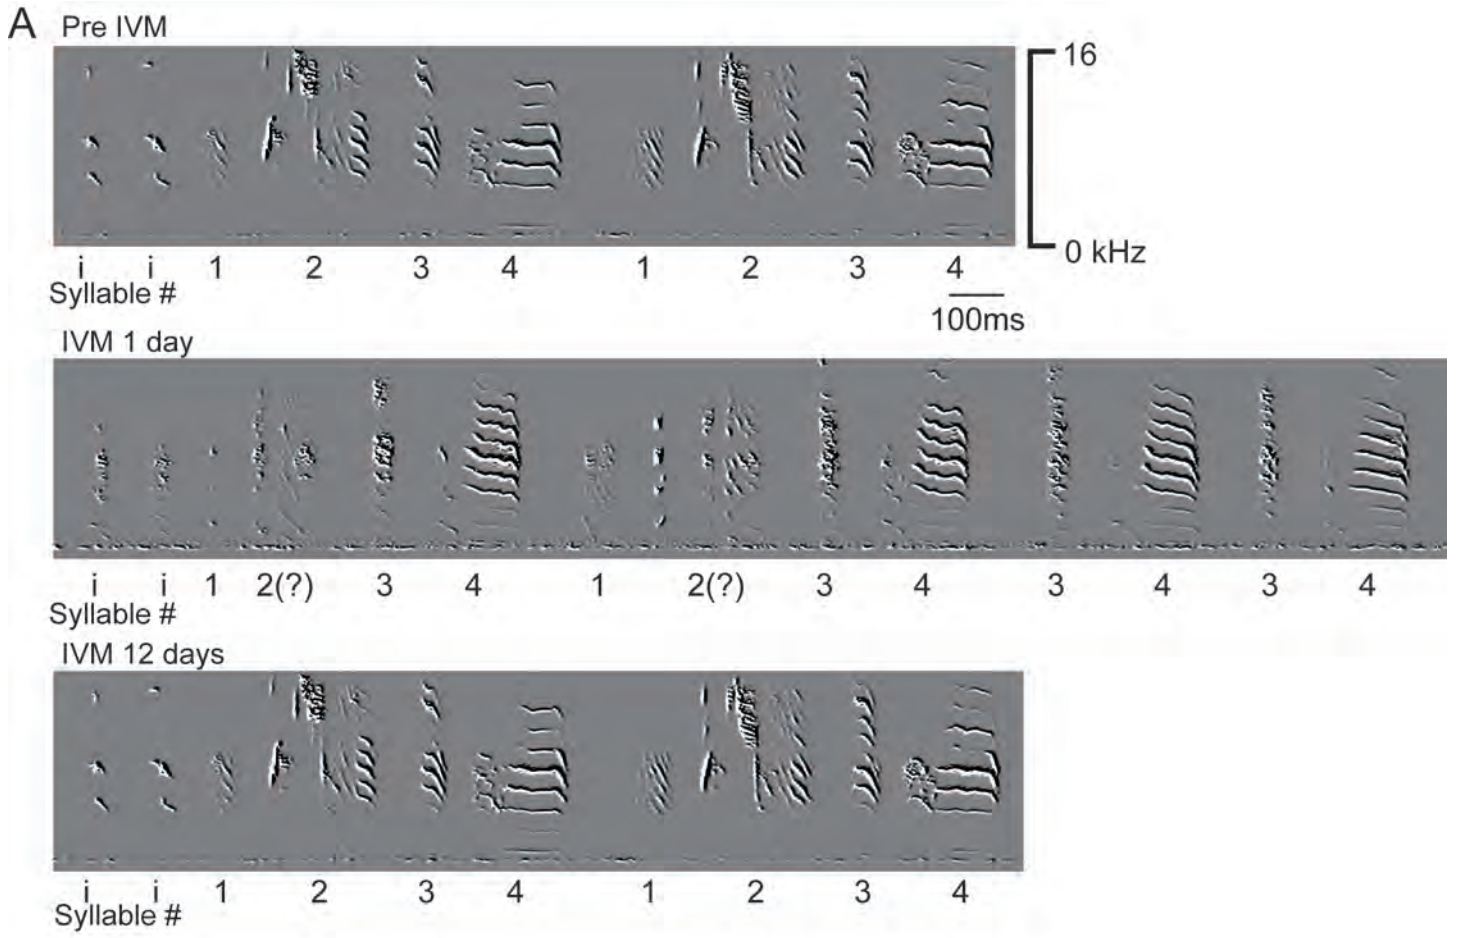 A
Pre IVM
16
0 kHz
i i 1 2 3 4 1 2 3 4
Syllable #
100ms
IVM 1 day
i i 1 2(?) 3 4 1 2(?) 3 4 3 4 3 4
Syllable #
IVM 12 days
i i 1 2 3 4 1 2 3 4
Syllable #